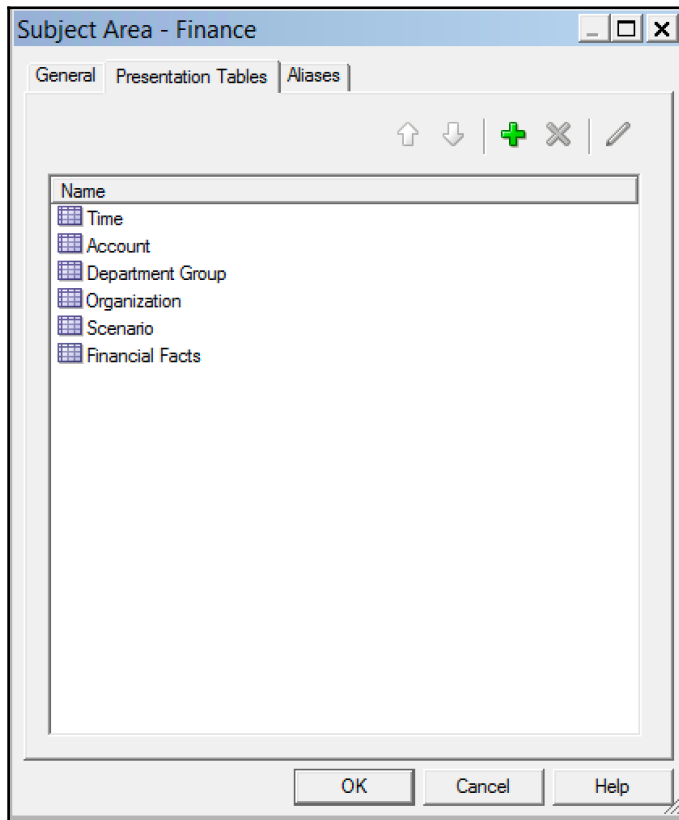 Subject Area - Finance
General Presentation Tables Aliases
Name
Time
Account
Department Group
Organization
Scenario
Financial Facts
OK Cancel Help